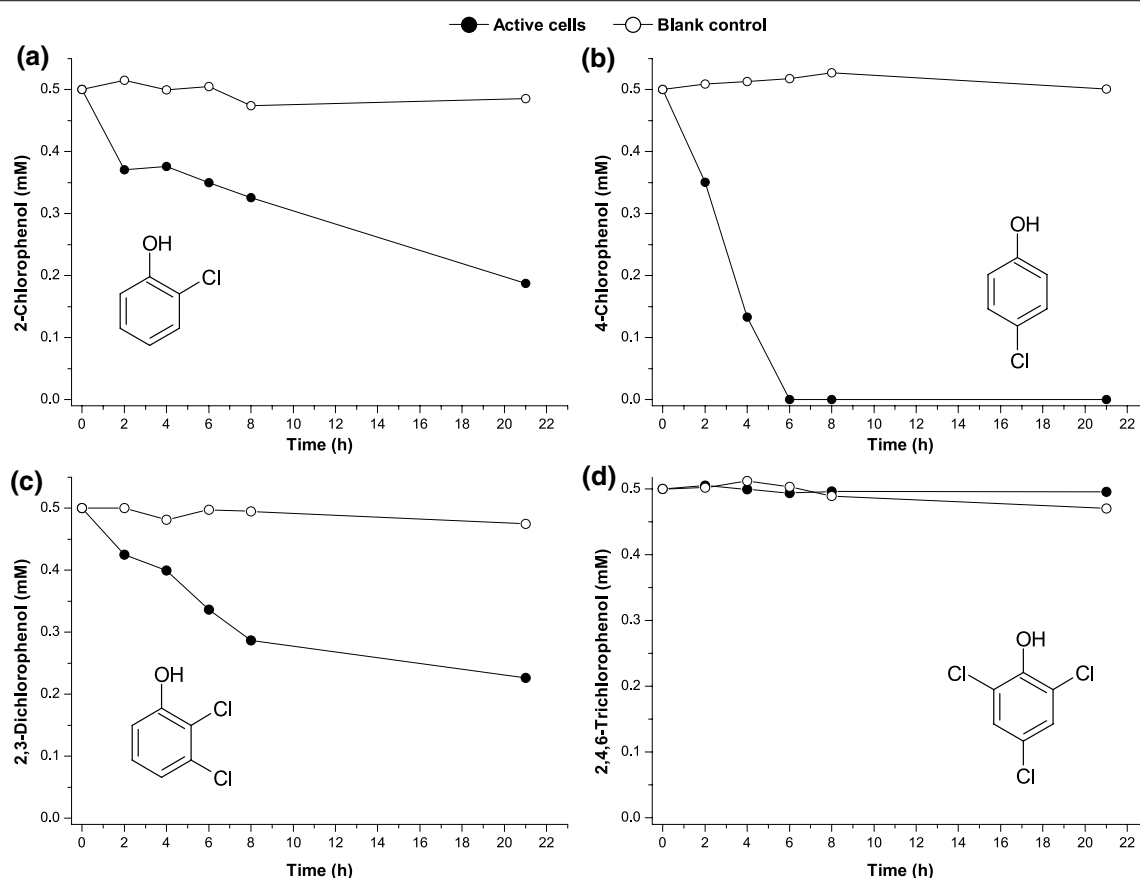 Active cells Blank control
(a)
2-Chlorophenol (mM)
0.5
0.4
0.3
0.2
0.1
0.0
OH
Cl
0 2 4 6 8 10 12 14 16 18 20 22
Time (h)
(b)
4-Chlorophenol (mM)
0.5
0.4
0.3
0.2
0.1
0.0
OH
Cl
0 2 4 6 8 10 12 14 16 18 20 22
Time (h)
(c)
2,3-Dichlorophenol (mM)
0.5
0.4
0.3
0.2
0.1
0.0
OH
Cl
Cl
0 2 4 6 8 10 12 14 16 18 20 22
Time (h)
(d)
2,4,6-Trichlorophenol (mM)
0.5
0.4
0.3
0.2
0.1
0.0
OH
Cl Cl
Cl
0 2 4 6 8 10 12 14 16 18 20 22
Time (h)